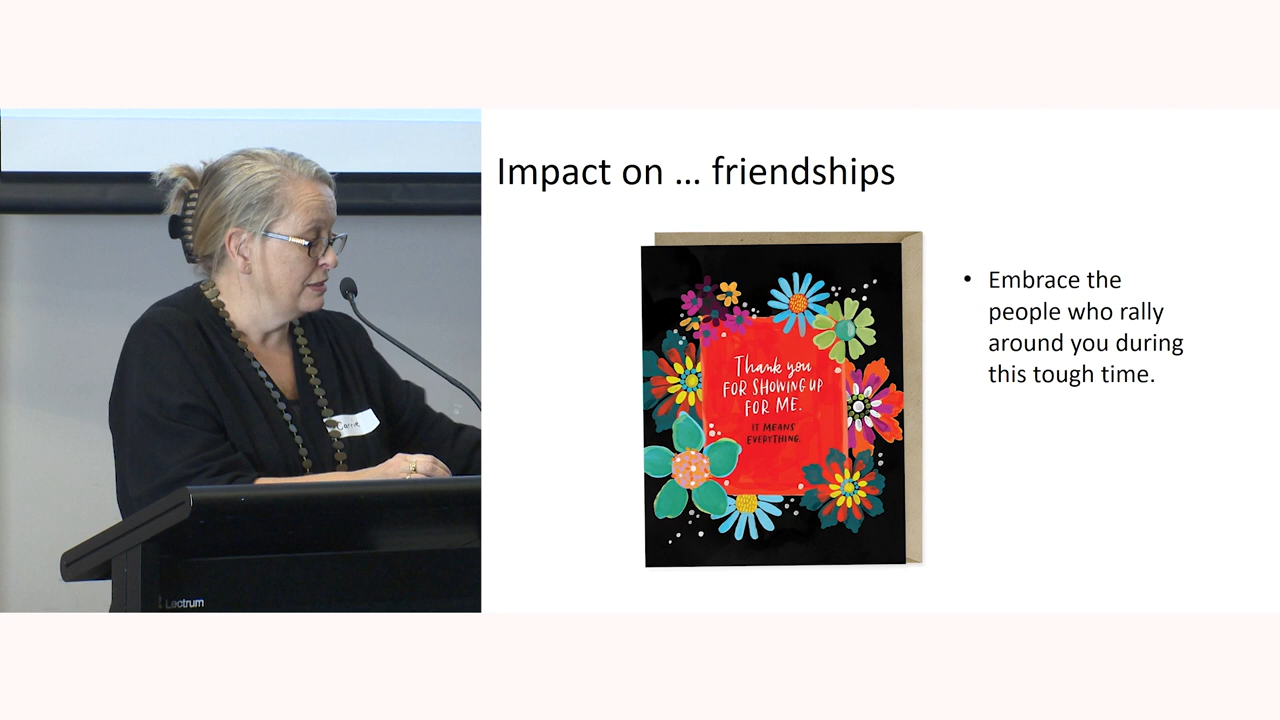 Impact on … friendships
Thank you
FOR SHOWING UP
FOR ME.
IT MEANS
EVERYTHING.
• Embrace the
people who rally
around you during
this tough time.
Carrie
Lectrum